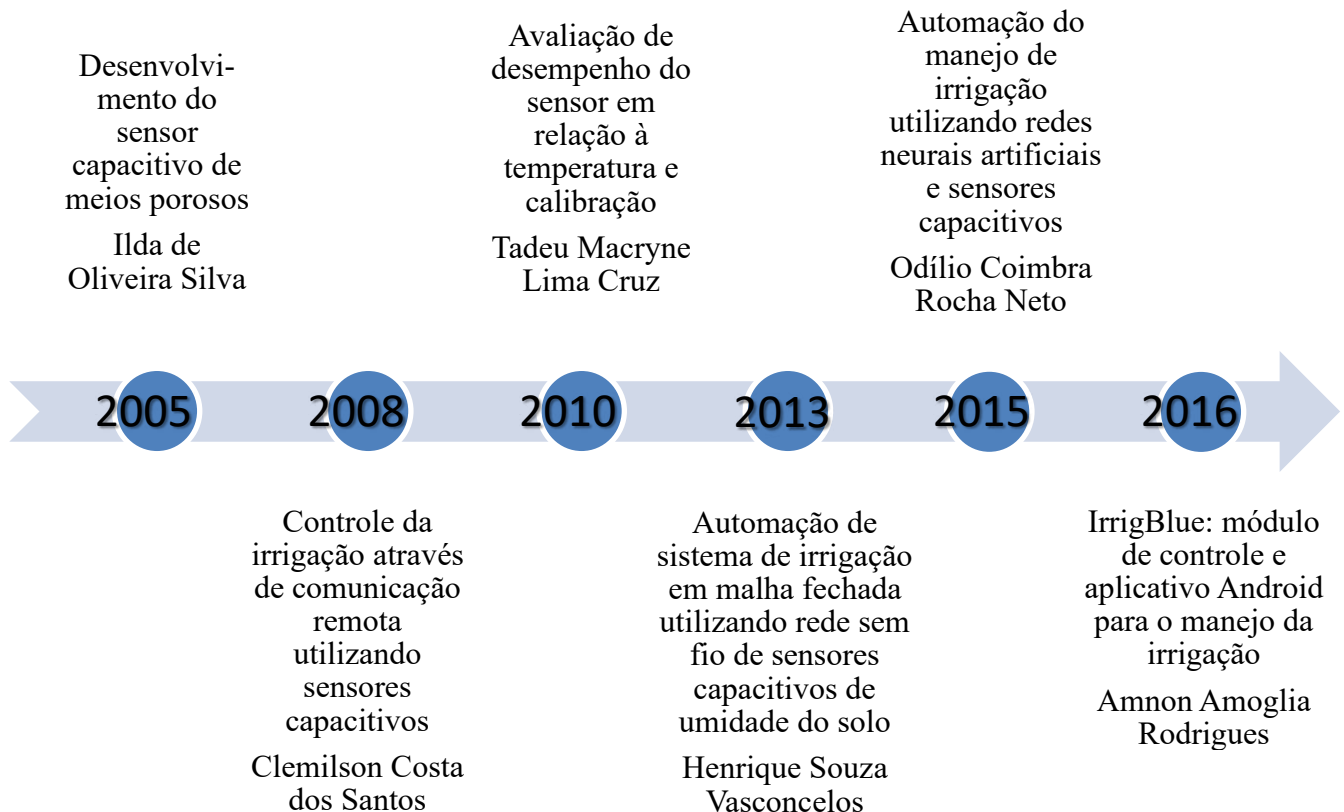 Desenvolvi-
mento do
sensor
capacitivo de
meios porosos
Ilda de
Oliveira Silva
Avaliação de
desempenho do
sensor em
relação à
temperatura e
calibração
Tadeu Macryne
Lima Cruz
Automação do
manejo de
irrigação
utilizando redes
neurais artificiais
e sensores
capacitivos
Odílio Coimbra
Rocha Neto
2005
2008
2010
2013
2015
2016
Controle da
irrigação através
de comunicação
remota
utilizando
sensores
capacitivos
Clemilson Costa
dos Santos
Automação de
sistema de irrigação
em malha fechada
utilizando rede sem
fio de sensores
capacitivos de
umidade do solo
Henrique Souza
Vasconcelos
IrrigBlue: módulo
de controle e
aplicativo Android
para o manejo da
irrigação
Amnon Amoglia
Rodrigues